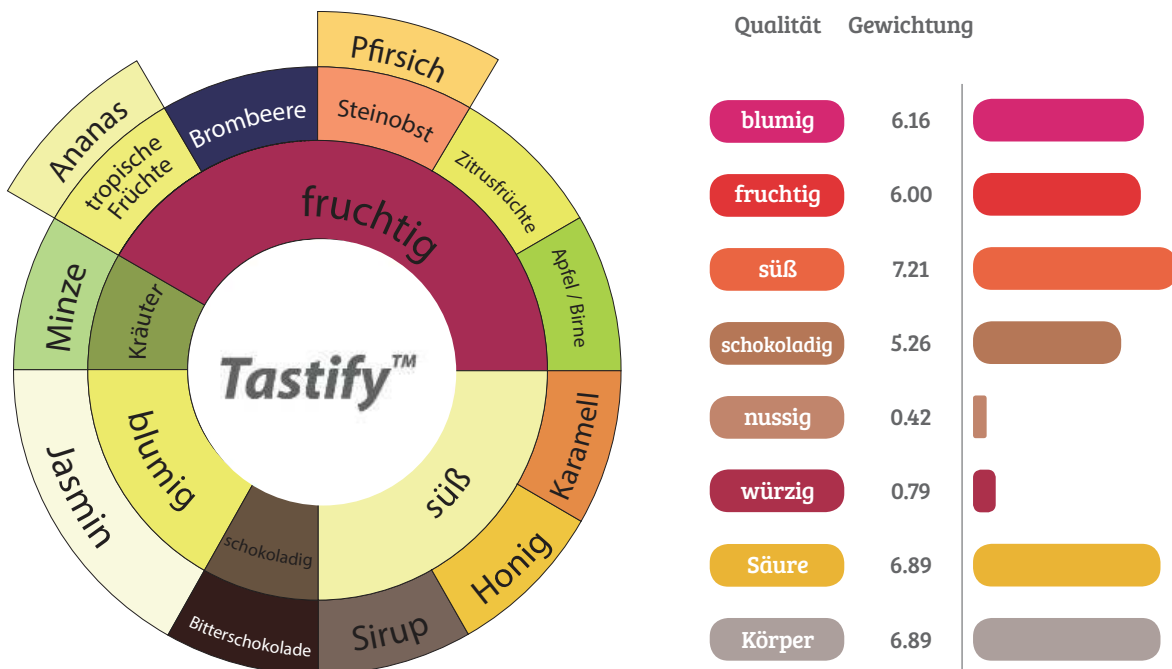 Pfirsich
Steinobst
Brombeere
Ananas
tropische
Früchte
Zitrusfrüchte
fruchtig
Apfel / Birne
Minze
Kräuter
Tastify™
Karamell
süß
blumig
Jasmin
schokoladig
Honig
Sirup
Bitterschokolade
Qualität Gewichtung
blumig 6.16
fruchtig 6.00
süß 7.21
schokoladig 5.26
nussig 0.42
würzig 0.79
Säure 6.89
Körper 6.89